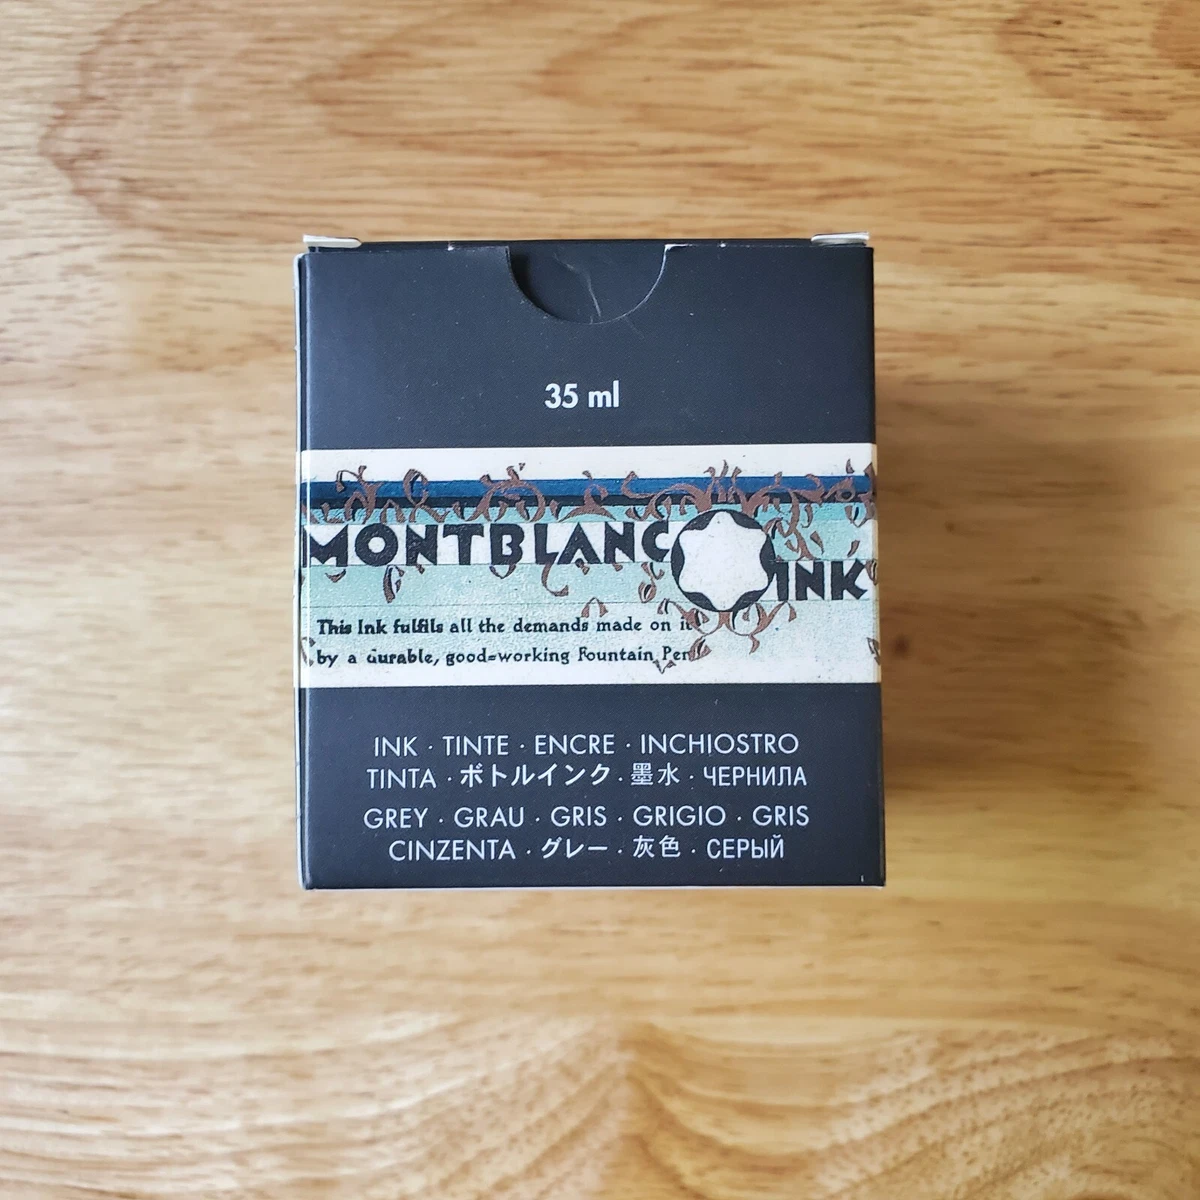 35 ml
MONTBLANC
INK
This Ink fulfils all the demands made on it
by a durable, good=working Fountain Pen
INK · TINTE · ENCRE · INCHIOSTRO
TINTA · ボトルインク · 墨水 · ЧЕРНИЛА
GREY · GRAU · GRIS · GRIGIO · GRIS
CINZENTA · グレー · 灰色 · СЕРЫЙ